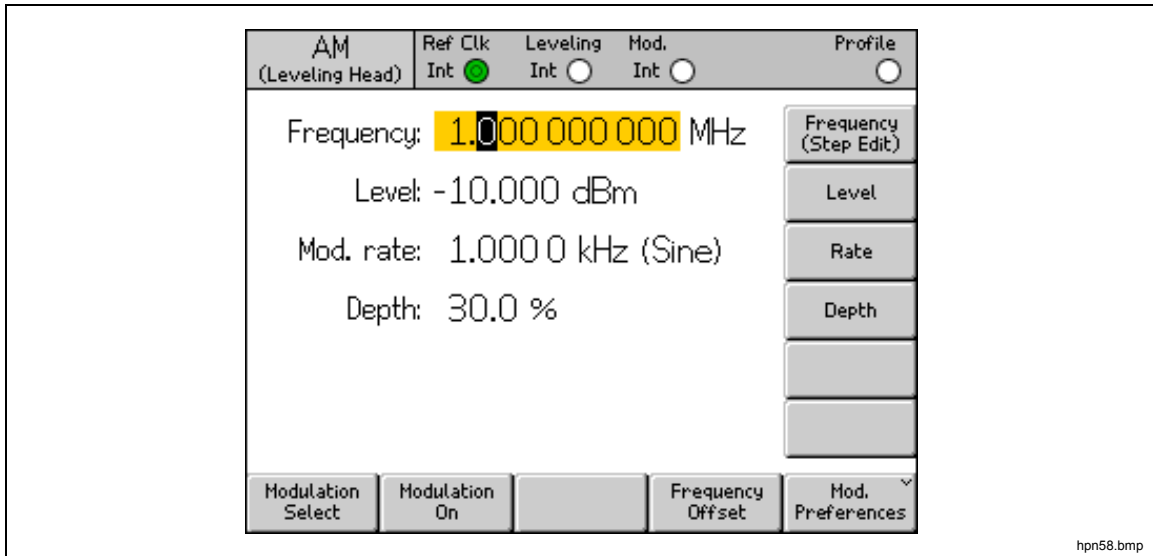 AM
(Leveling Head)
Ref Clk Leveling Mod. Profile
Int Int Int
Frequency: 1.000 000 000 MHz
Level: -10.000 dBm
Mod. rate: 1.000 0 kHz (Sine)
Depth: 30.0 %
Frequency
(Step Edit)
Level
Rate
Depth
Modulation
Select
Modulation
On
Frequency
Offset
Mod.
Preferences
hpn58.bmp